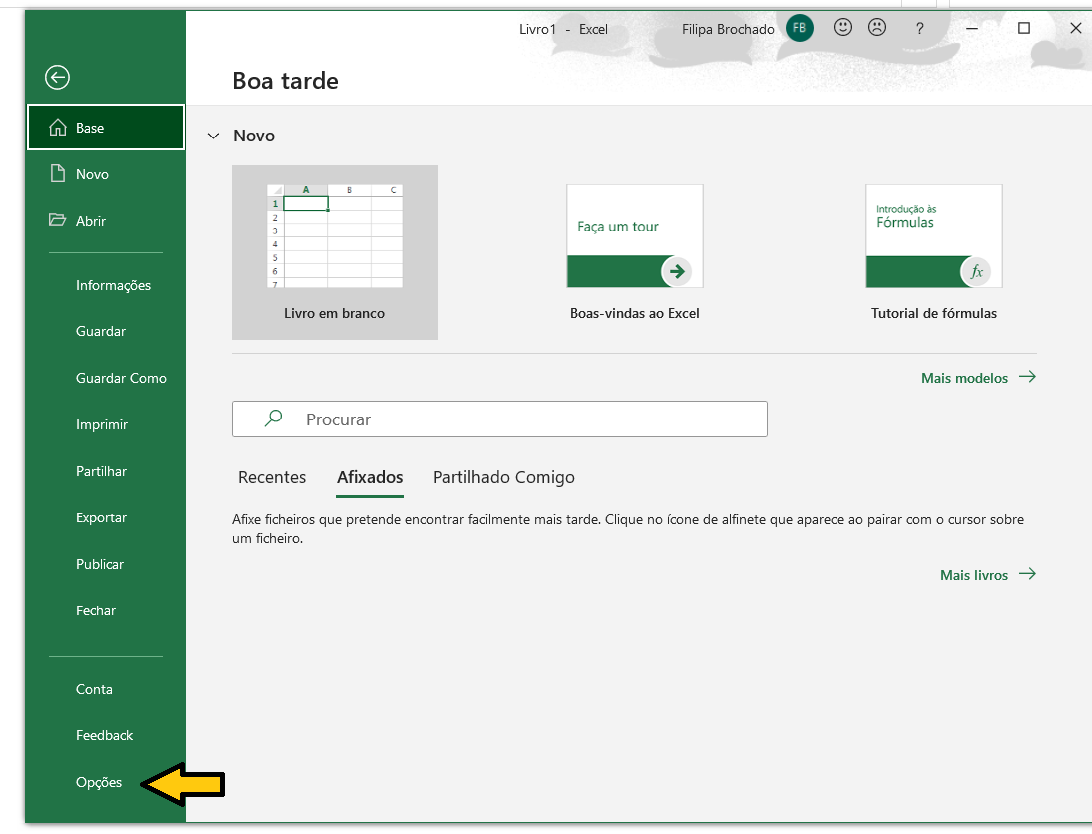 Livro1 - Excel
Filipa Brochado
FB
?
Boa tarde
Base
Novo
Abrir
Informações
Guardar
Guardar Como
Imprimir
Partilhar
Exportar
Publicar
Fechar
Conta
Feedback
Opções
Novo
A B C
1
2
3
4
5
6
7
Livro em branco
Faça um tour
Boas-vindas ao Excel
Introdução às
Fórmulas
fx
Tutorial de fórmulas
Mais modelos
Procurar
Recentes Afixados Partilhado Comigo
Afixe ficheiros que pretende encontrar facilmente mais tarde. Clique no ícone de alfinete que aparece ao pairar com o cursor sobre
um ficheiro.
Mais livros